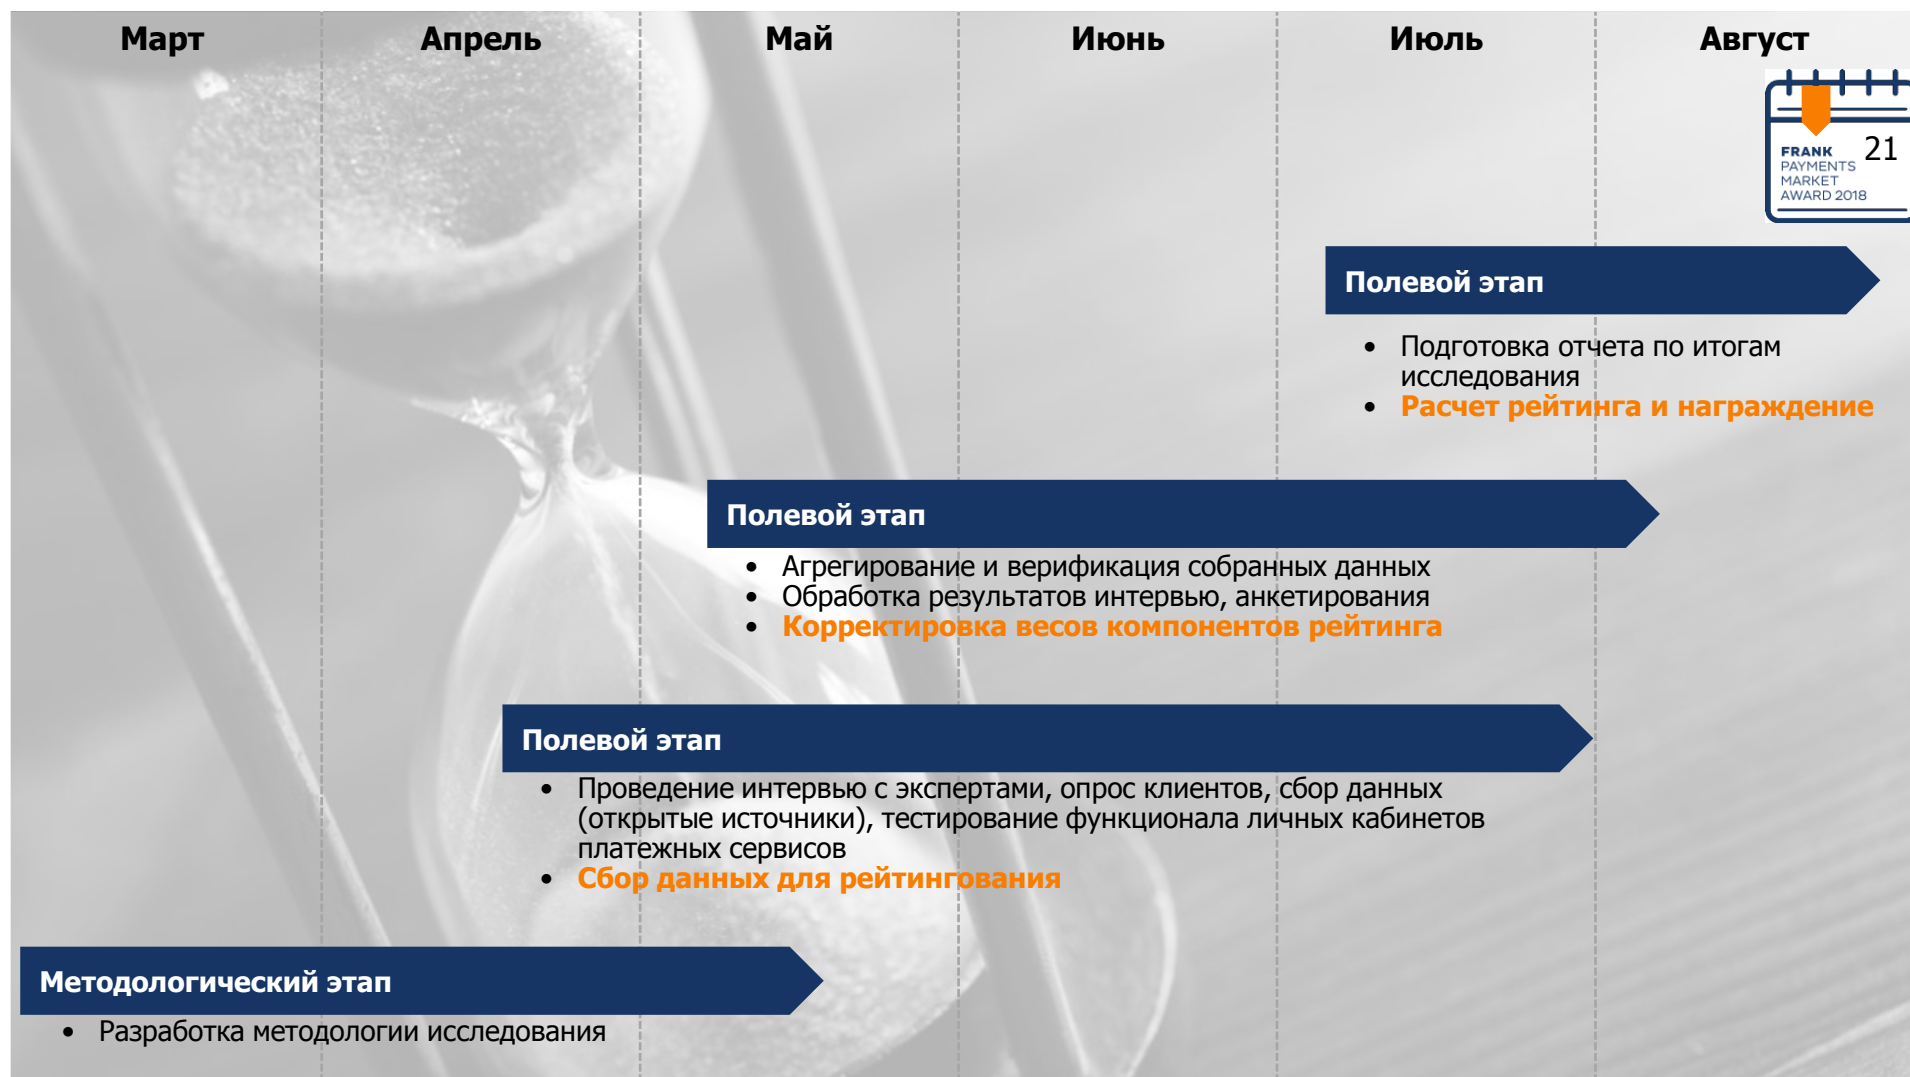 Март
Апрель
Май
Июнь
Июль
Август
21
FRANK
PAYMENTS
MARKET
AWARD 2018
Полевой этап
• Подготовка отчета по итогам
исследования
• Расчет рейтинга и награждение
Полевой этап
• Агрегирование и верификация собранных данных
• Обработка результатов интервью, анкетирования
• Корректировка весов компонентов рейтинга
Полевой этап
• Проведение интервью с экспертами, опрос клиентов, сбор данных
(открытые источники), тестирование функционала личных кабинетов
платежных сервисов
• Сбор данных для рейтингования
Методологический этап
• Разработка методологии исследования